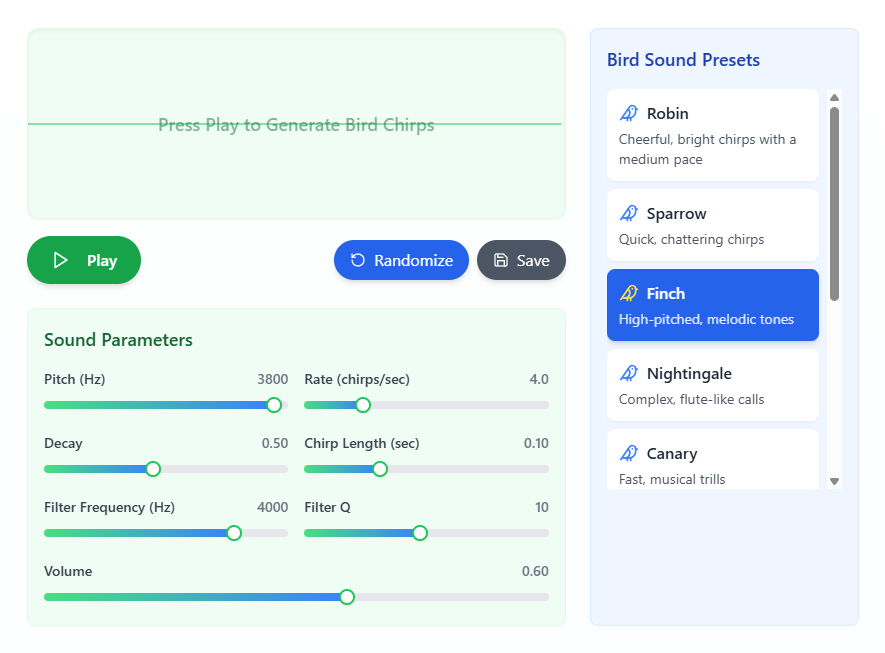 Press Play to Generate Bird Chirps
Play
Randomize
Save
Sound Parameters
Pitch (Hz) 3800
Rate (chirps/sec) 4.0
Decay 0.50
Chirp Length (sec) 0.10
Filter Frequency (Hz) 4000
Filter Q 10
Volume 0.60
Bird Sound Presets
Robin
Cheerful, bright chirps with a
medium pace
Sparrow
Quick, chattering chirps
Finch
High-pitched, melodic tones
Nightingale
Complex, flute-like calls
Canary
Fast, musical trills